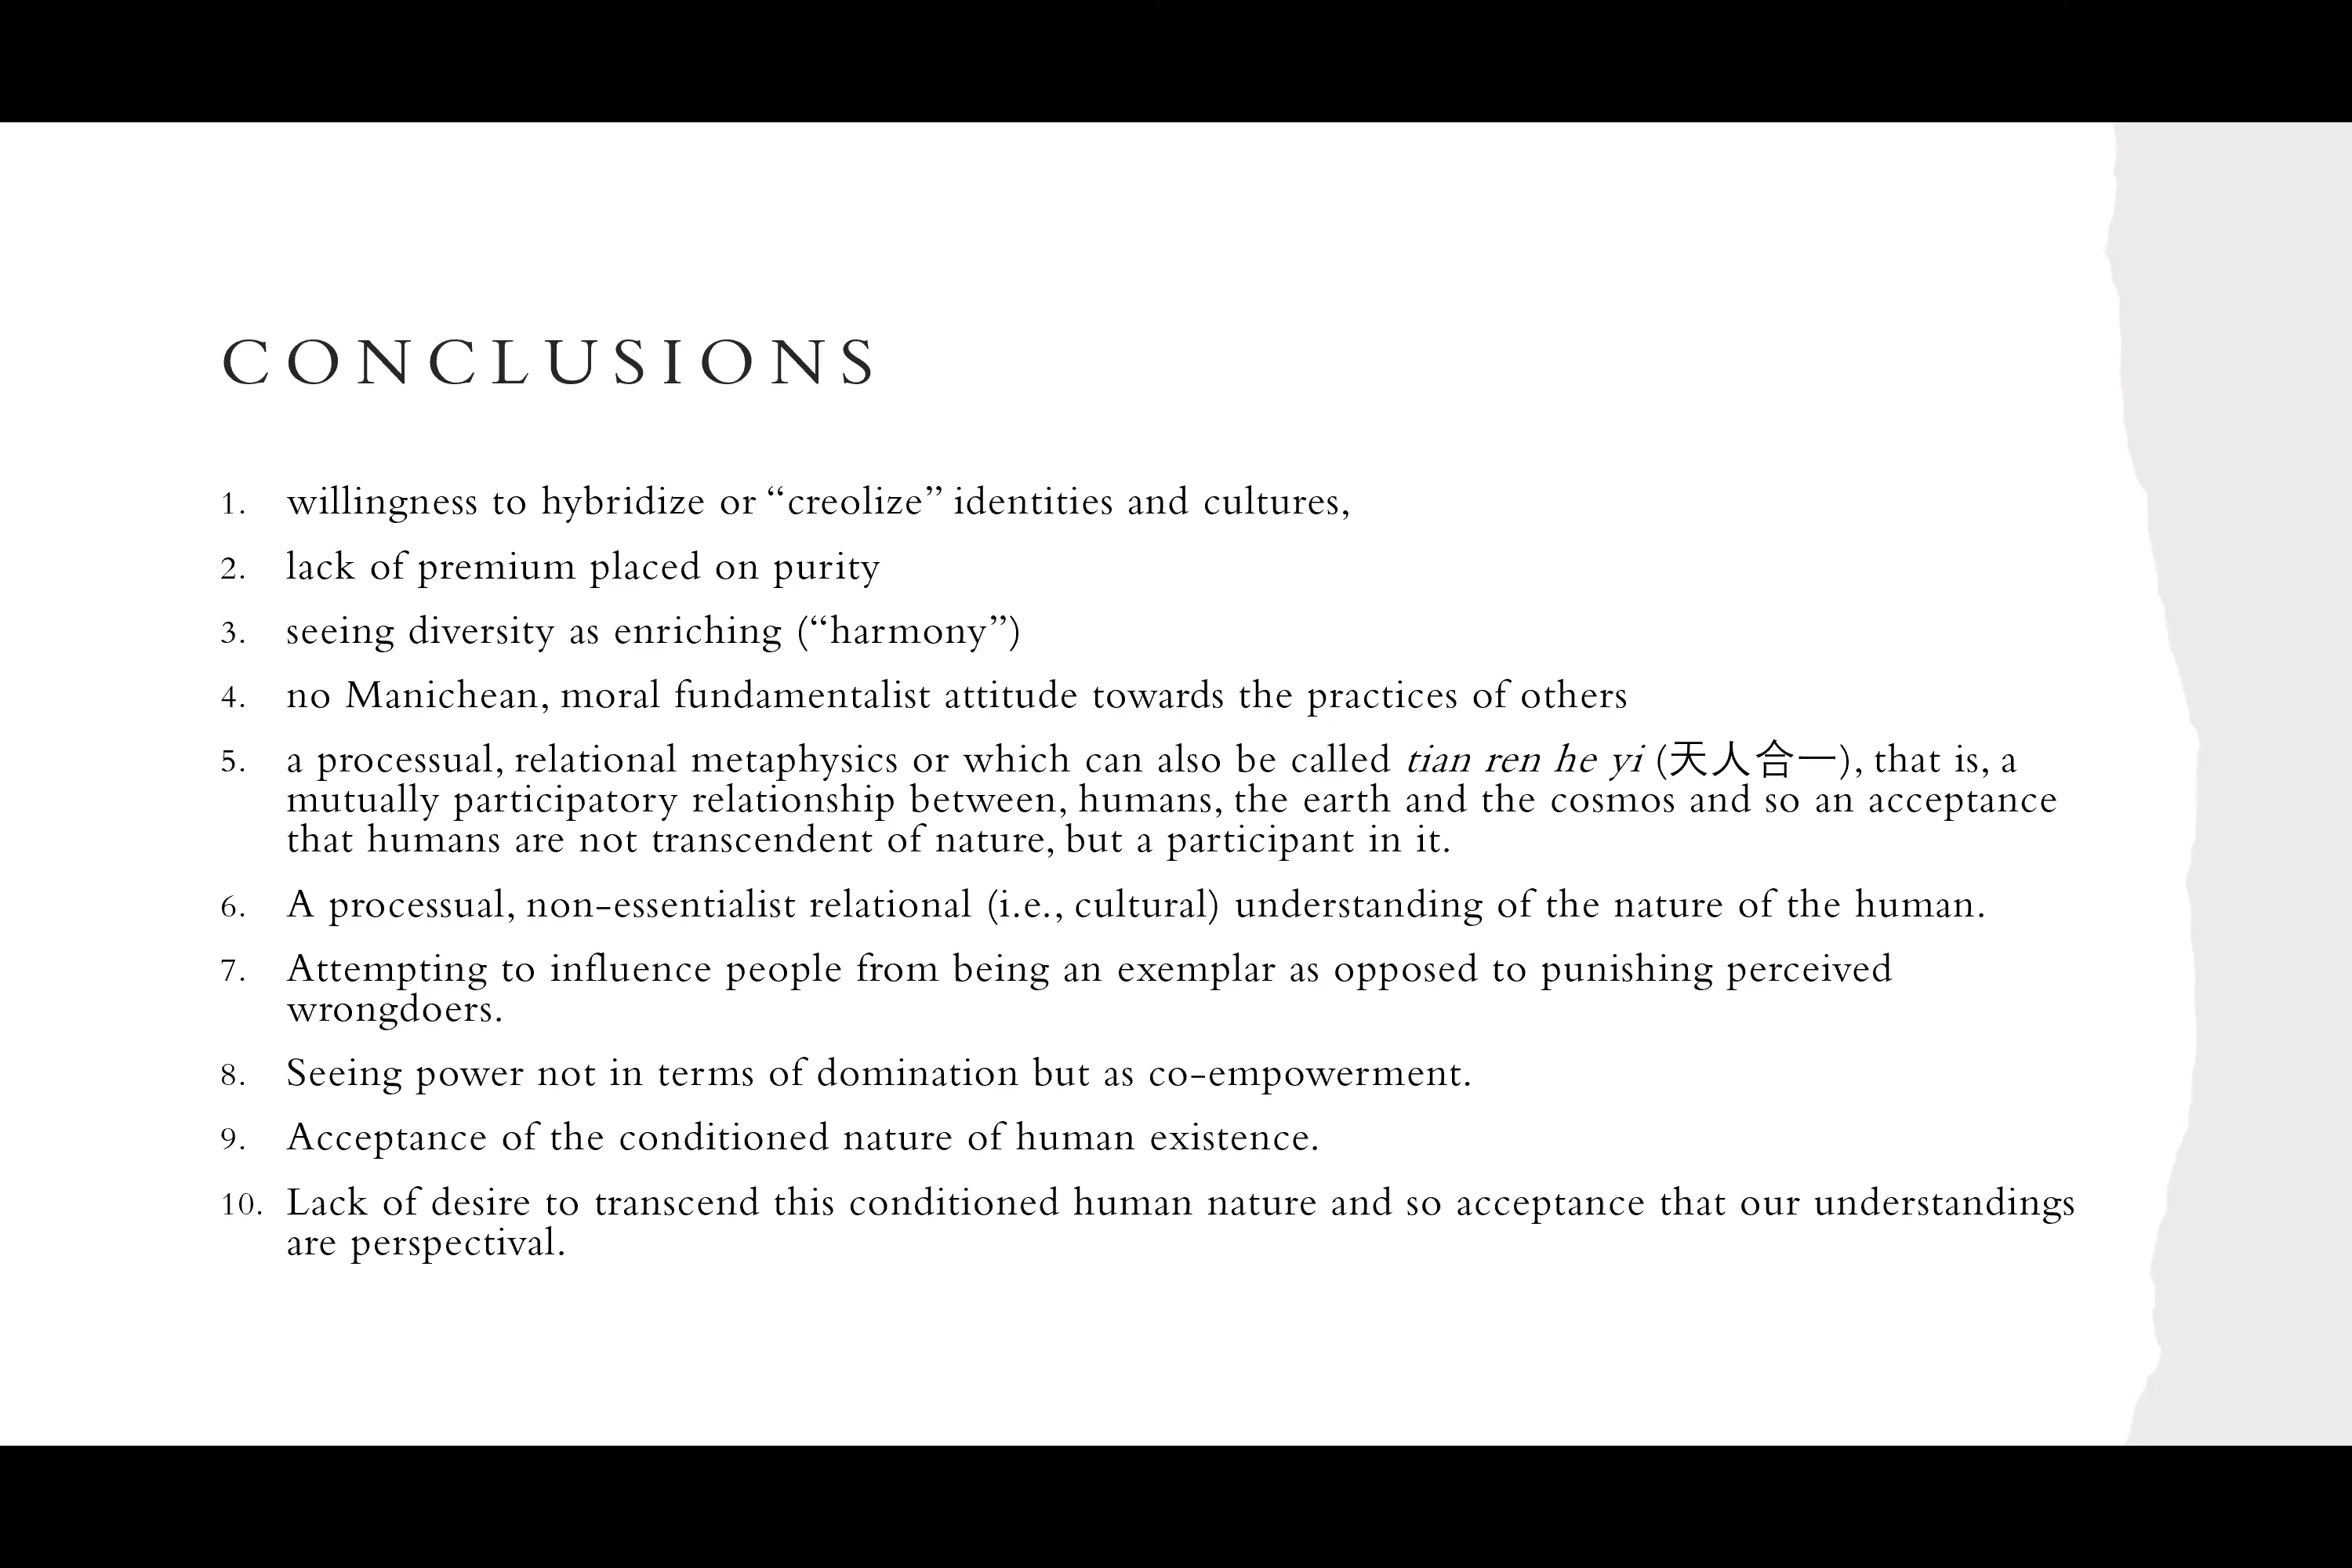 CONCLUSIONS
1. willingness to hybridize or “creolize” identities and cultures,
2. lack of premium placed on purity
3. seeing diversity as enriching (“harmony”)
4. no Manichean, moral fundamentalist attitude towards the practices of others
5. a processual, relational metaphysics or which can also be called tian ren he yi (天人合一), that is, a
mutually participatory relationship between, humans, the earth and the cosmos and so an acceptance
that humans are not transcendent of nature, but a participant in it.
6. A processual, non-essentialist relational (i.e., cultural) understanding of the nature of the human.
7. Attempting to influence people from being an exemplar as opposed to punishing perceived
wrongdoers.
8. Seeing power not in terms of domination but as co-empowerment.
9. Acceptance of the conditioned nature of human existence.
10. Lack of desire to transcend this conditioned human nature and so acceptance that our understandings
are perspectival.